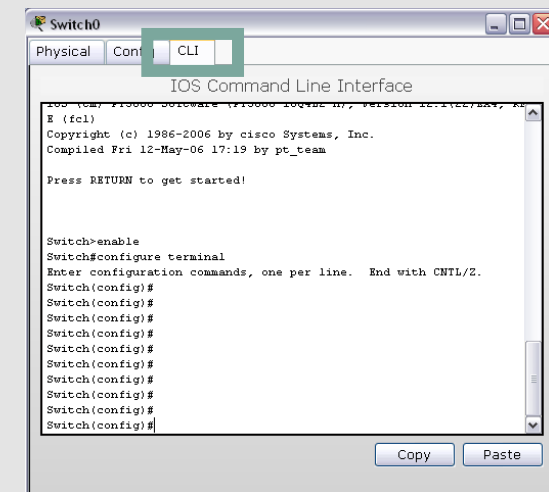 Switch0
Physical Config CLI
IOS Command Line Interface
E (fcl)
Copyright (c) 1986-2006 by cisco Systems, Inc.
Compiled Fri 12-May-06 17:19 by pt_team
Press RETURN to get started!
Switch>enable
Switch#configure terminal
Enter configuration commands, one per line.  End with CNTL/Z.
Switch(config)#
Switch(config)#
Switch(config)#
Switch(config)#
Switch(config)#
Switch(config)#
Switch(config)#
Switch(config)#
Switch(config)#
Switch(config)#
Copy Paste